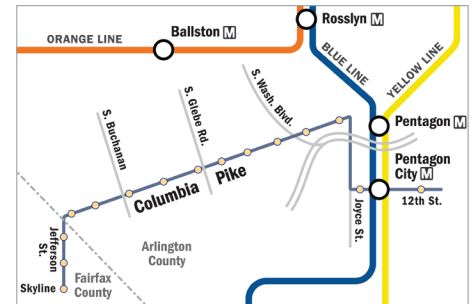 Rosslyn M
Ballston M
ORANGE LINE
BLUE LINE
YELLOW LINE
S. Wash. Blvd.
S. Glebe Rd.
S. Buchanan
Pentagon M
Pentagon
City M
Columbia Pike
Joyce St.
12th St.
Jefferson
St.
Arlington
County
Skyline
Fairfax
County